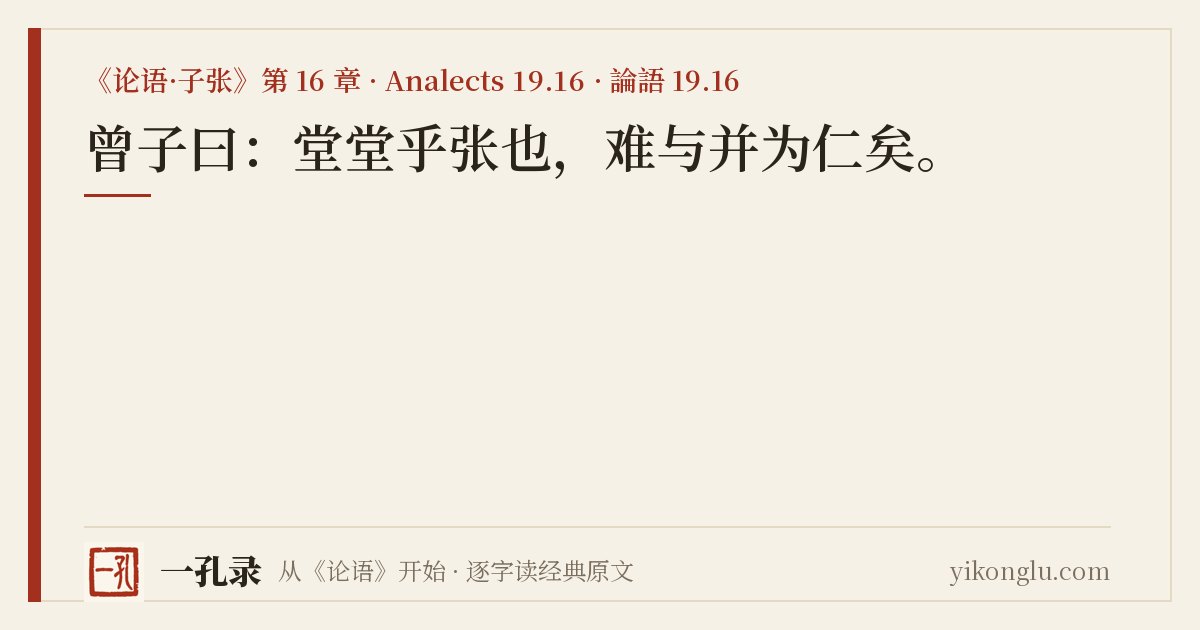 《论语·子张》第 16 章 · Analects 19.16 · 論語 19.16
曾子曰：堂堂乎张也，难与并为仁矣。
一孔
一孔录 从《论语》开始 · 逐字读经典原文 yikonglu.com